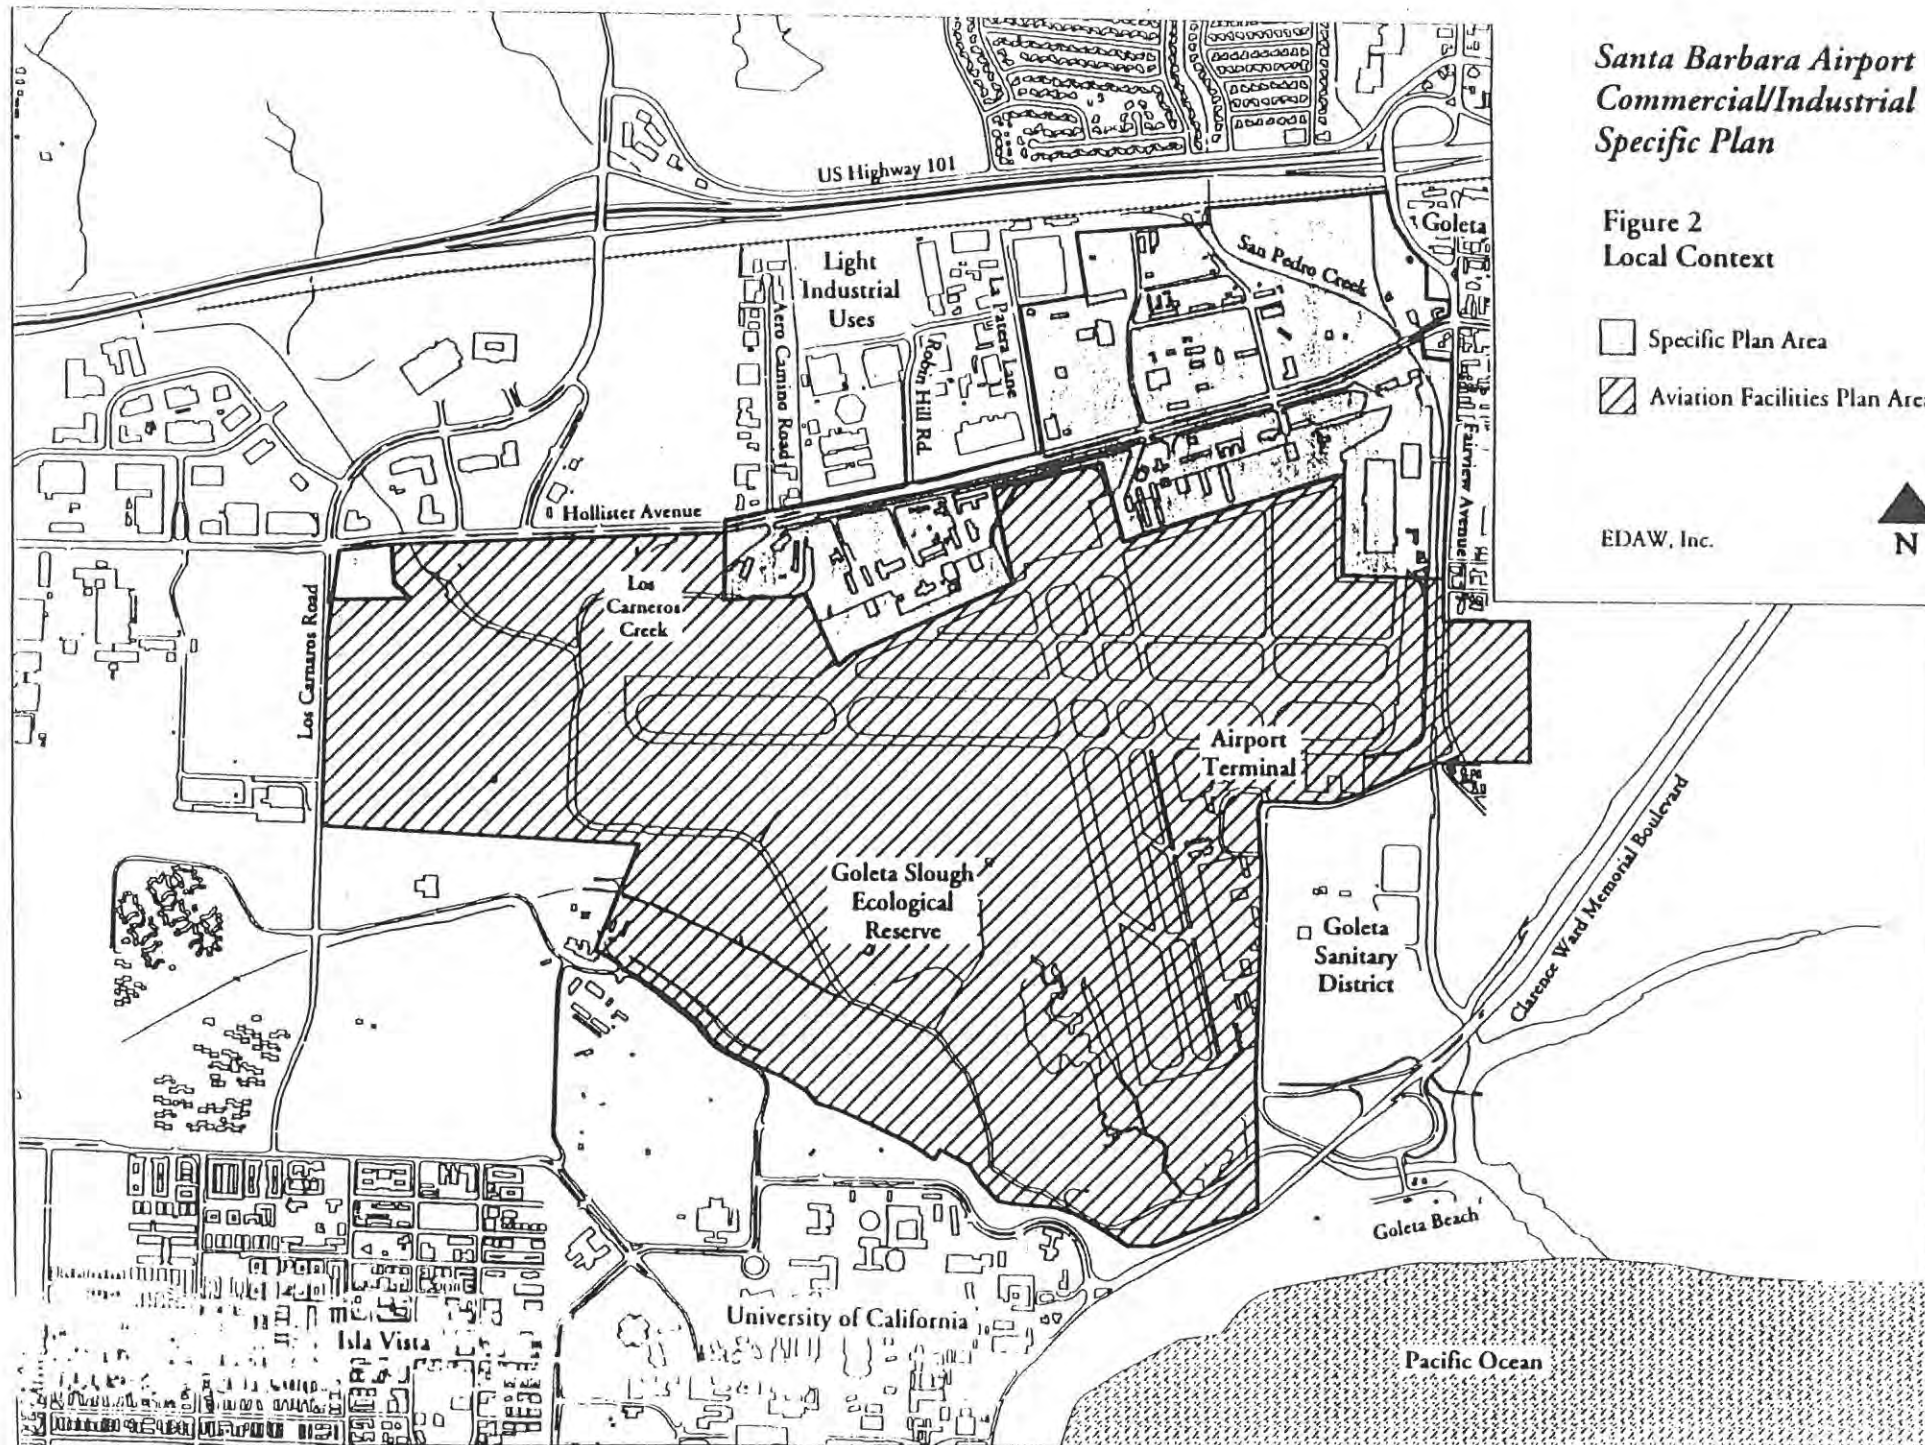 Santa Barbara Airport
Commercial/Industrial
Specific Plan
Figure 2
Local Context
Specific Plan Area
Aviation Facilities Plan Are
EDAW, Inc.
N
US Highway 101
Goleta
San Pedro Creek
Light
Industrial
Uses
La Patera Lane
Aero Camino Road
Robin Hill Rd
Fairview Avenue
Hollister Avenue
Los
Carneros
Creek
Los Carnaros Road
Airport
Terminal
Goleta Slough
Ecological
Reserve
Goleta
Sanitary
District
Clarence Ward Memorial Boulevard
Goleta Beach
University of California
Isla Vista
Pacific Ocean